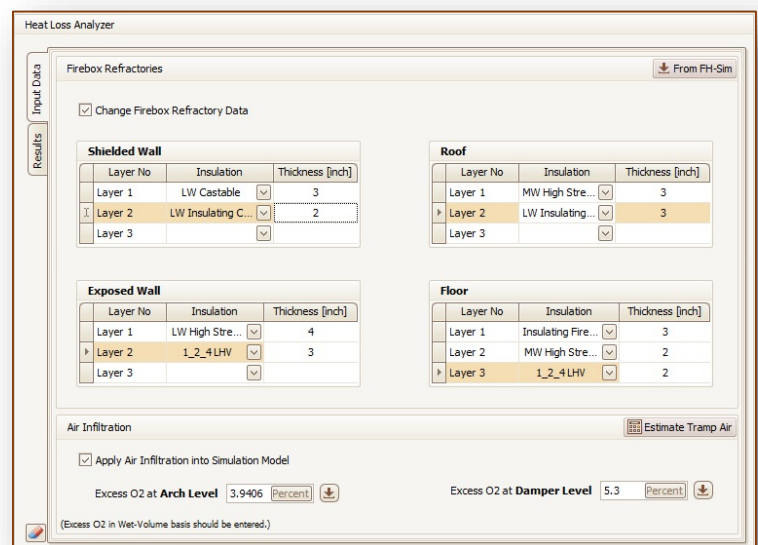 Heat Loss Analyzer
Input Data
Results
Firebox Refractories
From FH-Sim
Change Firebox Refractory Data
Shielded Wall
Layer No Insulation Thickness [inch]
Layer 1 LW Castable 3
Layer 2 LW Insulating C... 2
Layer 3
Roof
Layer No Insulation Thickness [inch]
Layer 1 MW High Stre... 3
Layer 2 LW Insulating... 3
Layer 3
Exposed Wall
Layer No Insulation Thickness [inch]
Layer 1 LW High Stre... 4
Layer 2 1_2_4 LHV 3
Layer 3
Floor
Layer No Insulation Thickness [inch]
Layer 1 Insulating Fire... 3
Layer 2 MW High Stre... 2
Layer 3 1_2_4 LHV 2
Air Infiltration
Estimate Tramp Air
Apply Air Infiltration into Simulation Model
Excess O2 at Arch Level 3.9406 Percent
Excess O2 at Damper Level 5.3 Percent
(Excess O2 in Wet-Volume basis should be entered.)